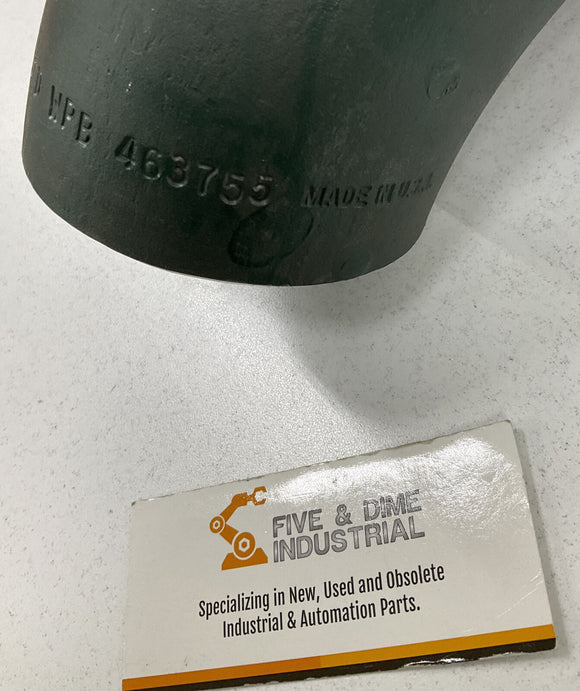 WPB 463755 MADE IN U.S.A.
FIVE & DIME
INDUSTRIAL
Specializing in New, Used and Obsolete
Industrial & Automation Parts.